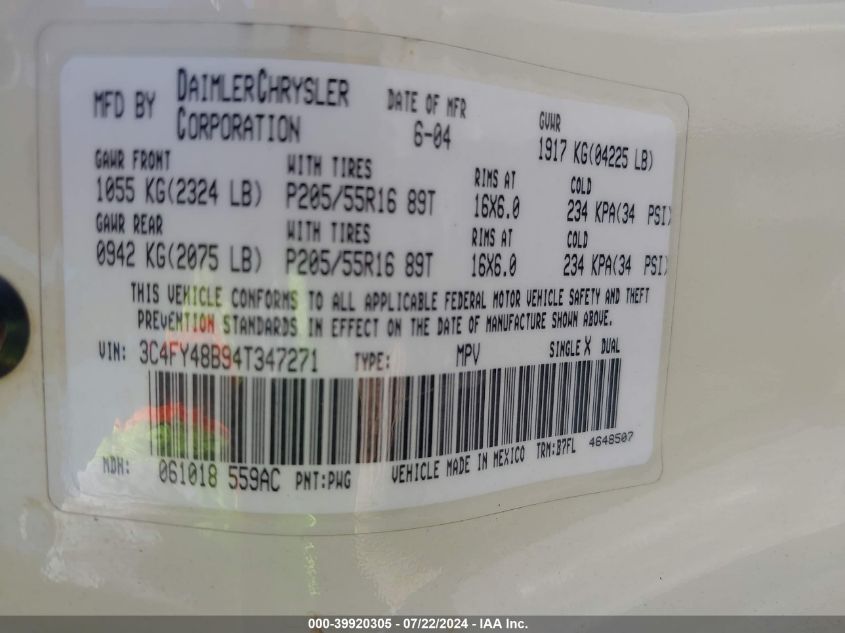 MFD BY DAIMLERCHRYSLER CORPORATION DATE OF MFR 6-04 GVWR 1917 KG(04225 LB)
GAWR FRONT WITH TIRES RIMS AT COLD
1055 KG(2324 LB) P205/55R16 89T 16X6.0 234 KPA(34 PSI)
GAWR REAR WITH TIRES RIMS AT COLD
0942 KG(2075 LB) P205/55R16 89T 16X6.0 234 KPA(34 PSI)
THIS VEHICLE CONFORMS TO ALL APPLICABLE FEDERAL MOTOR VEHICLE SAFETY AND THEFT
PREVENTION STANDARDS IN EFFECT ON THE DATE OF MANUFACTURE SHOWN ABOVE.
VIN: 3C4FY48B94T347271 TYPE: MPV SINGLE X DUAL
MDH: 061018 559AC PNT:PWG VEHICLE MADE IN MEXICO TRM:B7FL 4648507
000-39920305 - 07/22/2024 - IAA Inc.